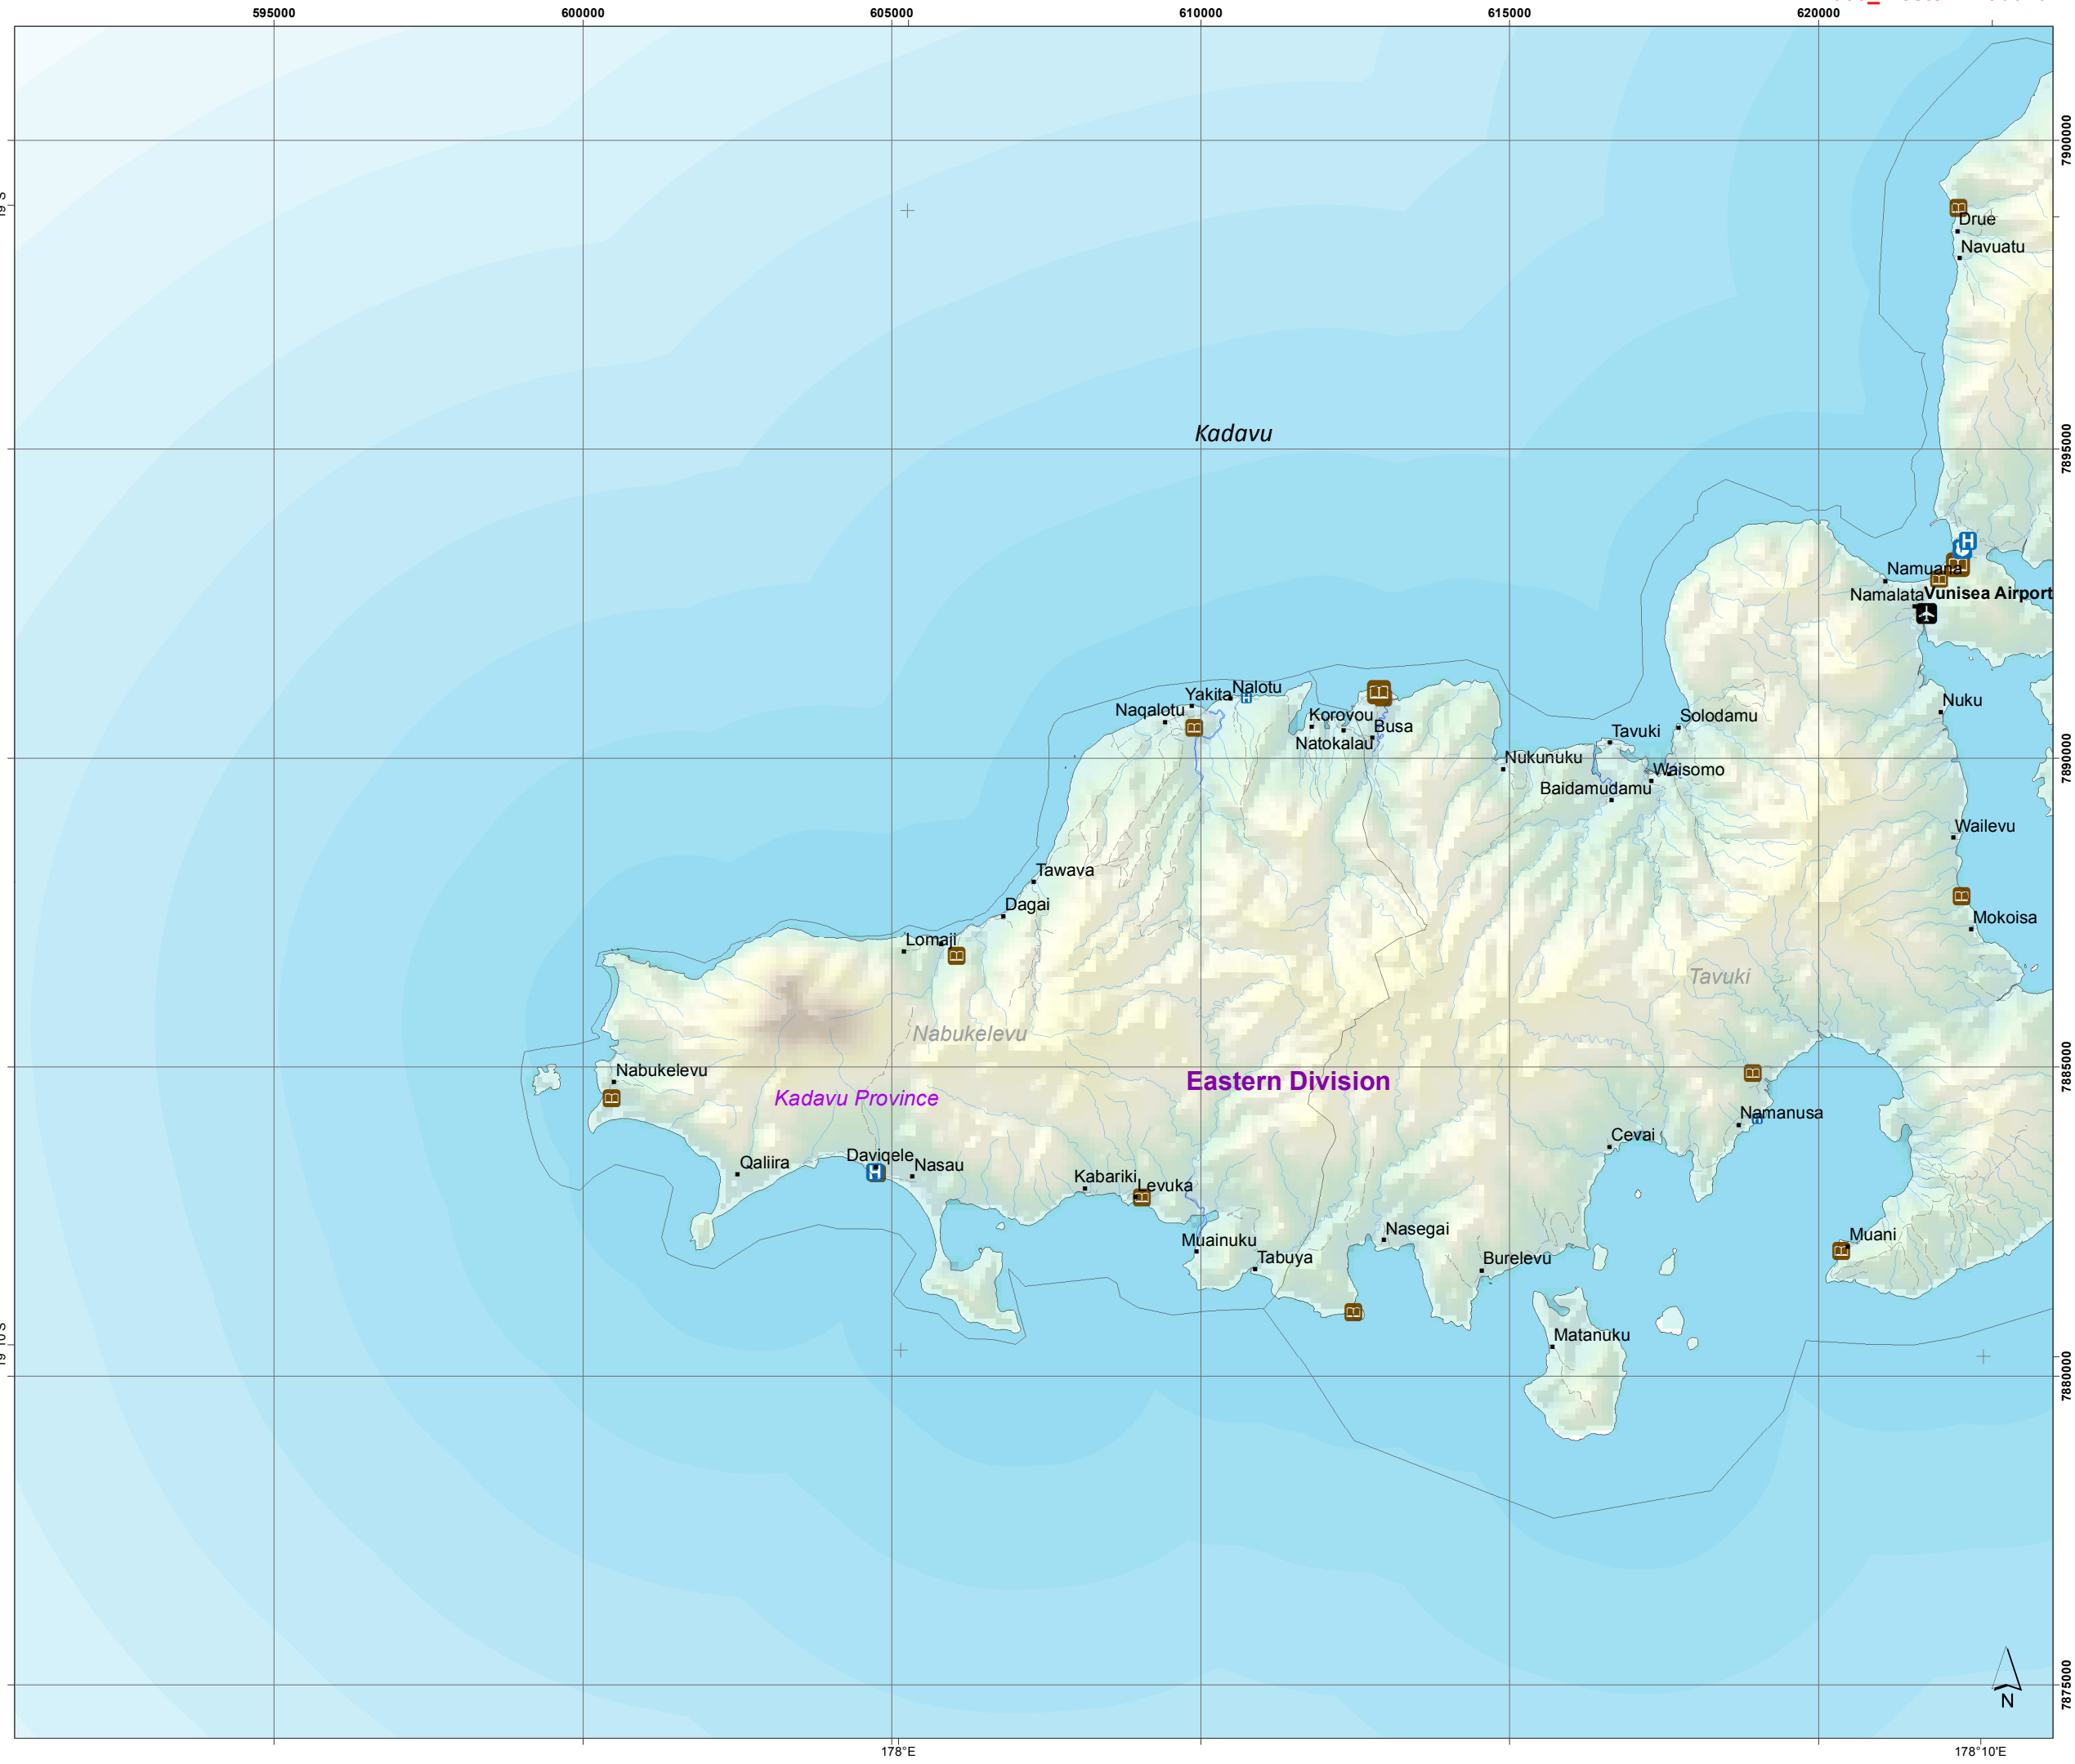 595000 600000 605000 610000 615000 620000
7900000
Drue
Navuatu
Kadavu
7895000
Namuana
Namalata
Vunisea Airport
Nalotu
Yakita
Nuku
Naqalotu
Korovou
Solodamu
Busa
Tavuki
Natokalau
Nukunuku
7890000
Waisomo
Baidamudamu
Wailevu
Tawava
Dagai
Mokoisa
Lomaji
Tavuki
Nabukelevu
Nabukelevu
Eastern Division
7885000
Kadavu Province
Namanusa
Cevai
Daviqele
Qaliira
Nasau
Kabariki
Levuka
Nasegai
Muani
Muainuku
Tabuya
Burelevu
Matanuku
7880000
7875000
H
H
N
178°E
178°10'E